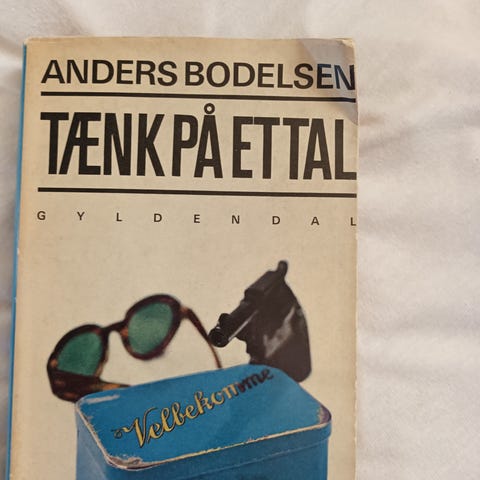 ANDERS BODELSEN
TÆNK PÅ ET TAL
GYLDENDAL
Velbekomme